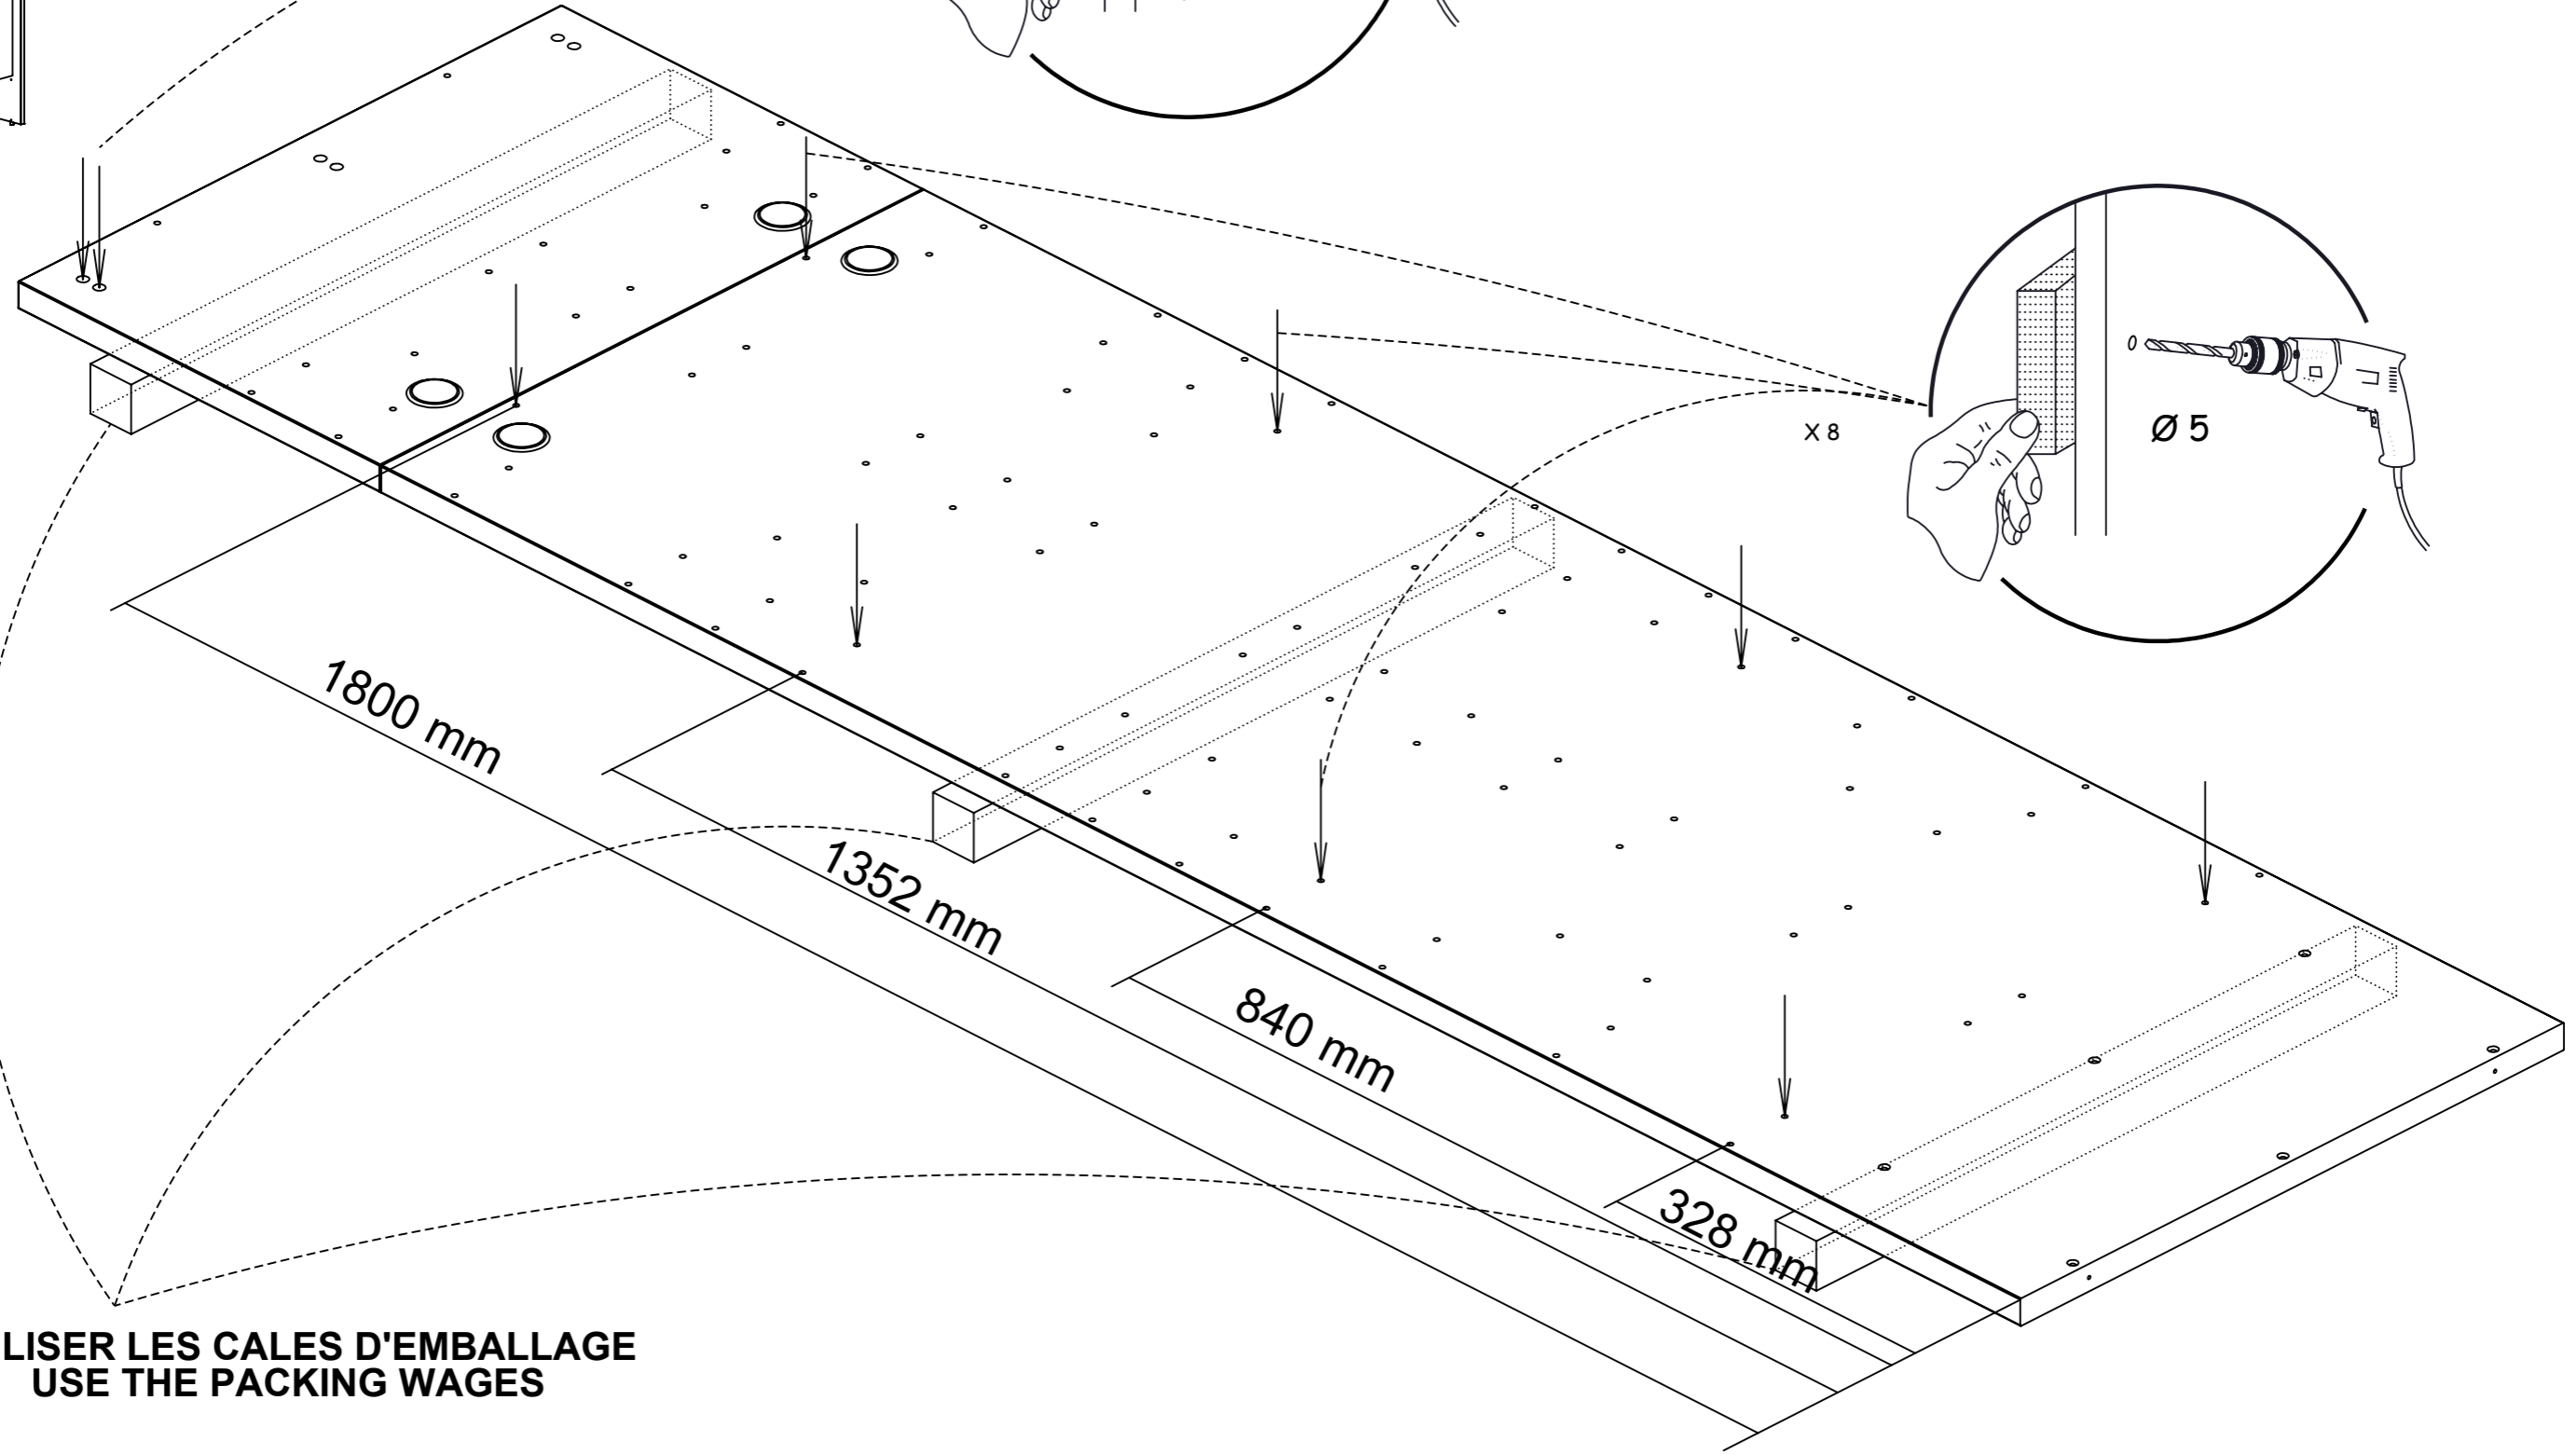 X 8
Ø 5
1800 mm
1352 mm
840 mm
328 mm
LISER LES CALES D'EMBALLAGE
USE THE PACKING WAGES